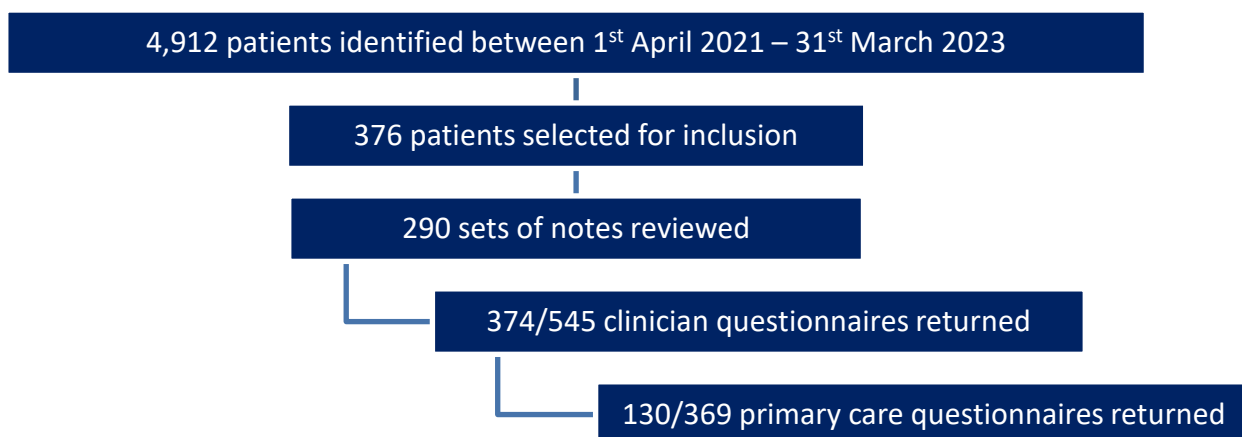 4,912 patients identified between 1st April 2021 – 31st March 2023
376 patients selected for inclusion
290 sets of notes reviewed
374/545 clinician questionnaires returned
130/369 primary care questionnaires returned